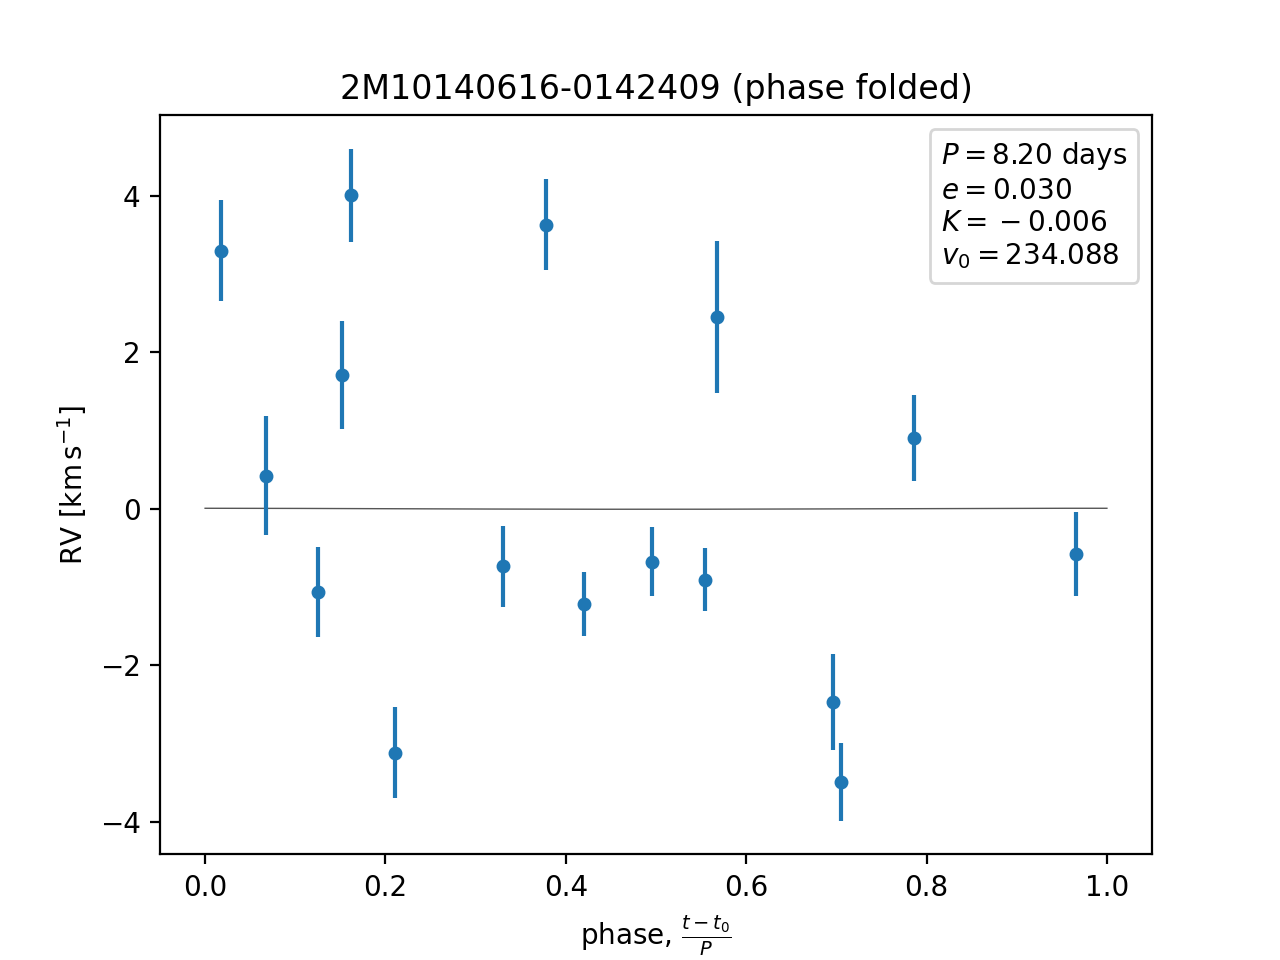 2M10140616-0142409 (phase folded)
P = 8.20 days
e = 0.030
K = −0.006
v₀ = 234.088
RV [km s⁻¹]
4
2
0
−2
−4
0.0 0.2 0.4 0.6 0.8 1.0
phase, (t − t₀)/P